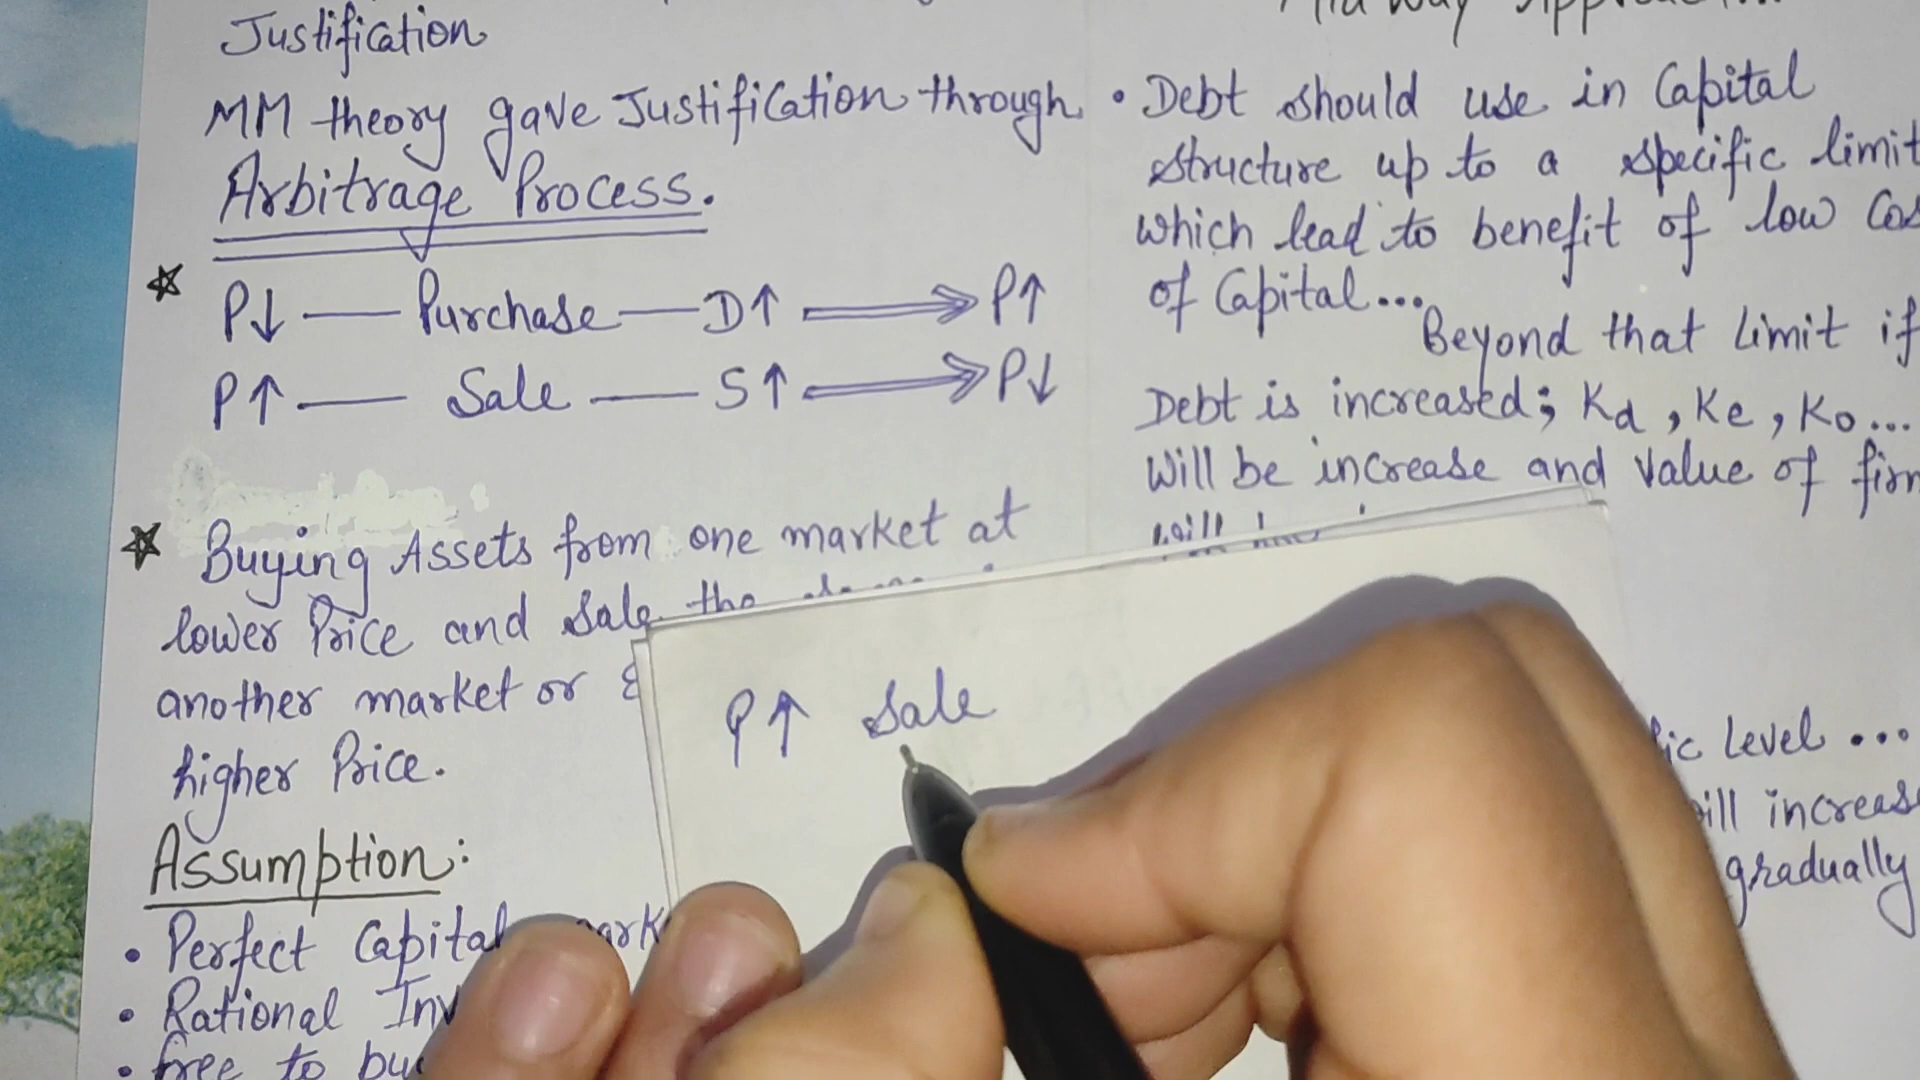 Justification
MM theory gave Justification through
Arbitrage Process.
P↓ — Purchase — D↑ ⟹ P↑
P↑ — Sale — S↑ ⟹ P↓
Buying Assets from one market at
lower Price and Sale the
another market or
higher Price.
Assumption:
• Perfect Capital
• Rational
• free to
• Debt should use in Capital
structure up to a specific limit
which lead to benefit of low
of Capital...
Beyond that limit if
Debt is increased; Kd, Ke, Ko...
will be increase and value of
will
Level ...
gradually
P↑ Sale